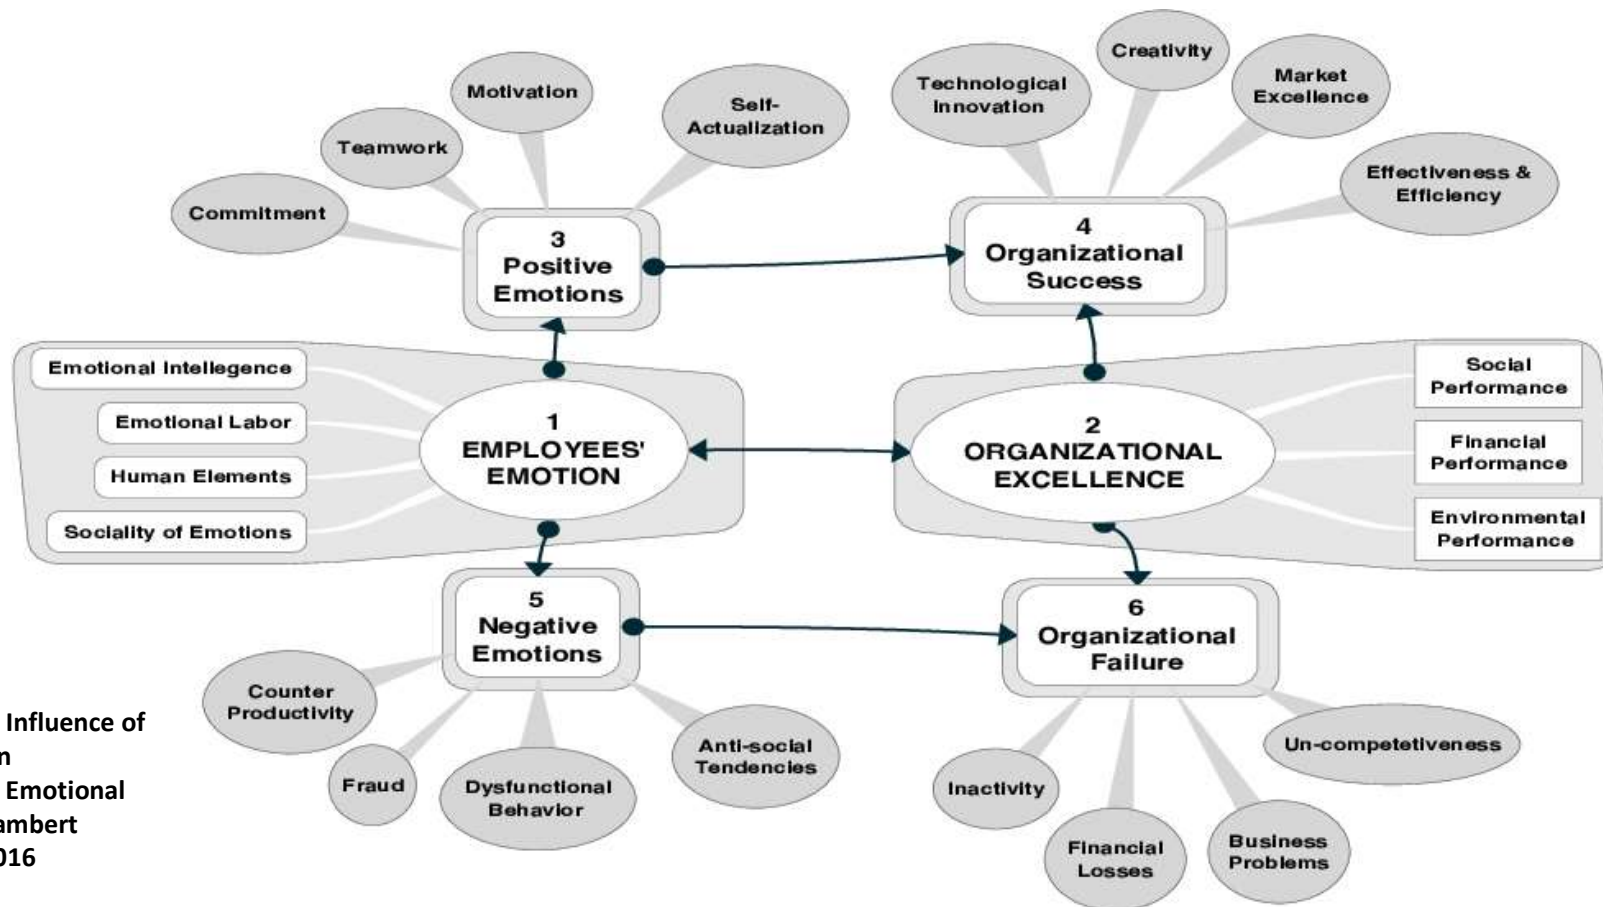 Motivation
Self-
Actualization
Teamwork
Commitment
3
Positive
Emotions
Technological
Innovation
Creativity
Market
Excellence
Effectiveness &
Efficiency
4
Organizational
Success
Emotional Intellegence
Emotional Labor
Human Elements
Sociality of Emotions
1
EMPLOYEES'
EMOTION
2
ORGANIZATIONAL
EXCELLENCE
Social
Performance
Financial
Performance
Environmental
Performance
5
Negative
Emotions
Counter
Productivity
Fraud
Dysfunctional
Behavior
Anti-social
Tendencies
6
Organizational
Failure
Inactivity
Financial
Losses
Business
Problems
Un-competetiveness
Influence of
Emotional